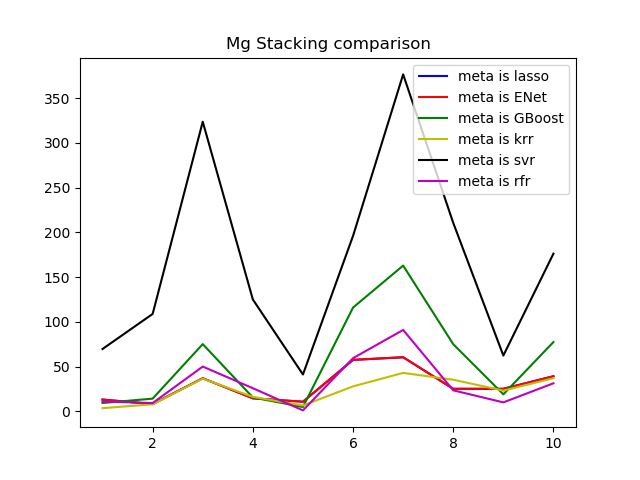 Mg Stacking comparison
meta is lasso
meta is ENet
meta is GBoost
meta is krr
meta is svr
meta is rfr
350
300
250
200
150
100
50
0
2
4
6
8
10